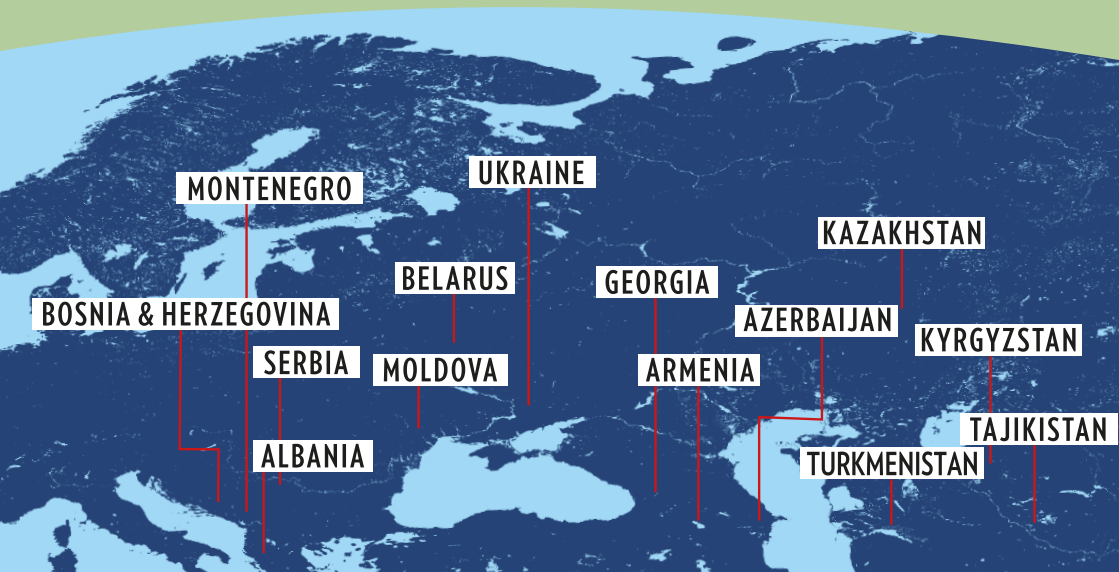 UKRAINE
MONTENEGRO
KAZAKHSTAN
BELARUS
GEORGIA
BOSNIA & HERZEGOVINA
AZERBAIJAN
KYRGYZSTAN
SERBIA
MOLDOVA
ARMENIA
TAJIKISTAN
ALBANIA
TURKMENISTAN